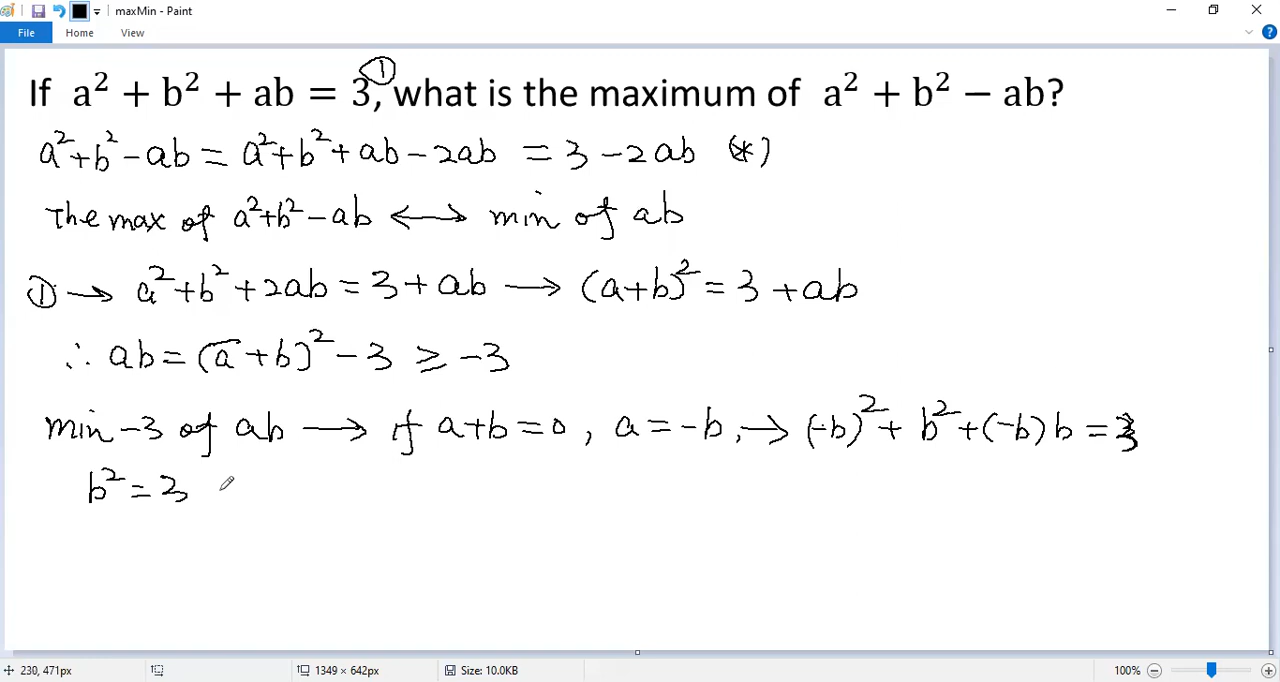 maxMin - Paint
File Home View
①
If a² + b² + ab = 3, what is the maximum of a² + b² − ab?
a²+b²-ab = a²+b²+ab-2ab = 3-2ab (*)
The max of a²+b²-ab ⟷ min of ab
① → a²+b²+2ab = 3+ab → (a+b)² = 3+ab
∴ ab = (a+b)² - 3 ≥ -3
min -3 of ab → if a+b=0, a=-b, → (-b)² + b² + (-b)b = 3
b² = 3
230, 471px 1349 × 642px Size: 10.0KB 100%